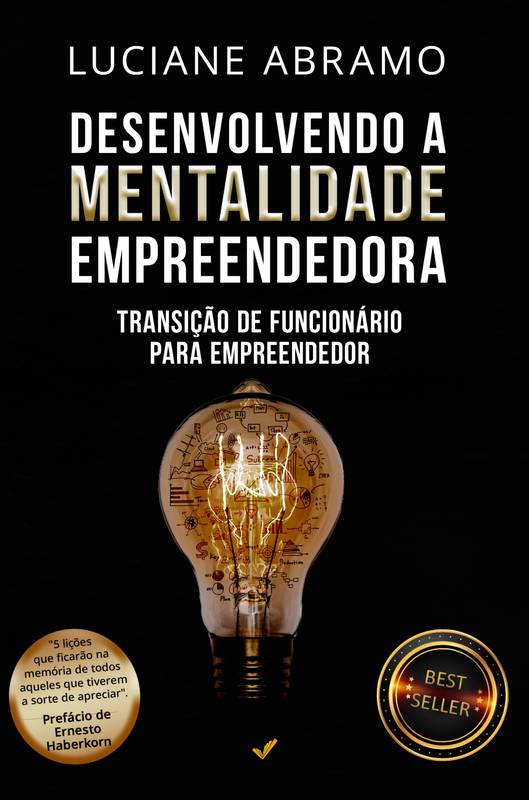 LUCIANE ABRAMO
DESENVOLVENDO A
MENTALIDADE
EMPREENDEDORA
TRANSIÇÃO DE FUNCIONÁRIO
PARA EMPREENDEDOR
"5 lições
que ficarão na
memória de todos
aqueles que tiverem
a sorte de apreciar".
Prefácio de
Ernesto
Haberkorn
BEST
SELLER